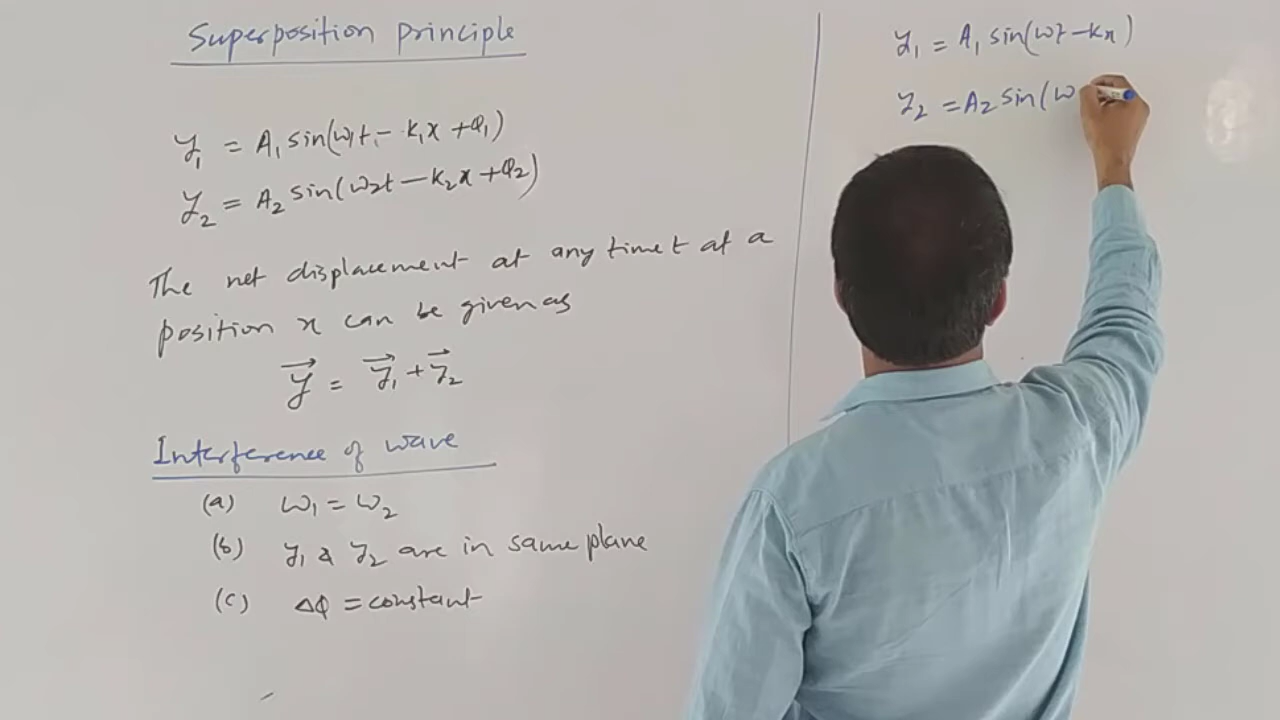 Superposition principle
y₁ = A₁ sin(ω₁t - k₁x + φ₁)
y₂ = A₂ sin(ω₂t - k₂x + φ₂)
The net displacement at any time t at a
position x can be given as
y⃗ = y⃗₁ + y⃗₂
Interference of wave
(a) ω₁ = ω₂
(b) y₁ & y₂ are in same plane
(c) Δφ = constant
y₁ = A₁ sin(ωt - kx)
y₂ = A₂ sin(ω